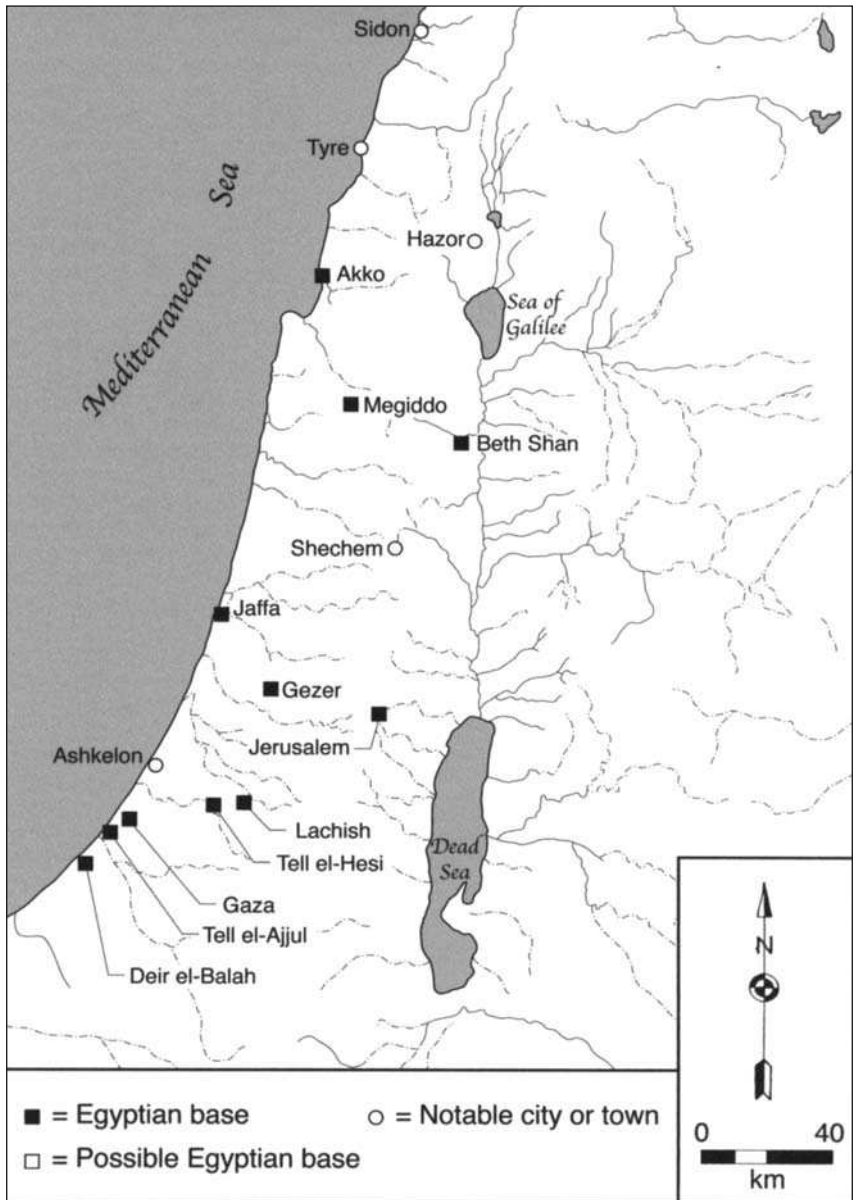 Sidon
Tyre
Mediterranean Sea
Hazor
Akko
Sea of
Galilee
Megiddo
Beth Shan
Shechem
Jaffa
Gezer
Jerusalem
Ashkelon
Lachish
Dead
Sea
Tell el-Hesi
Gaza
Tell el-Ajjul
Deir el-Balah
N
■ = Egyptian base
○ = Notable city or town
□ = Possible Egyptian base
0 40
km